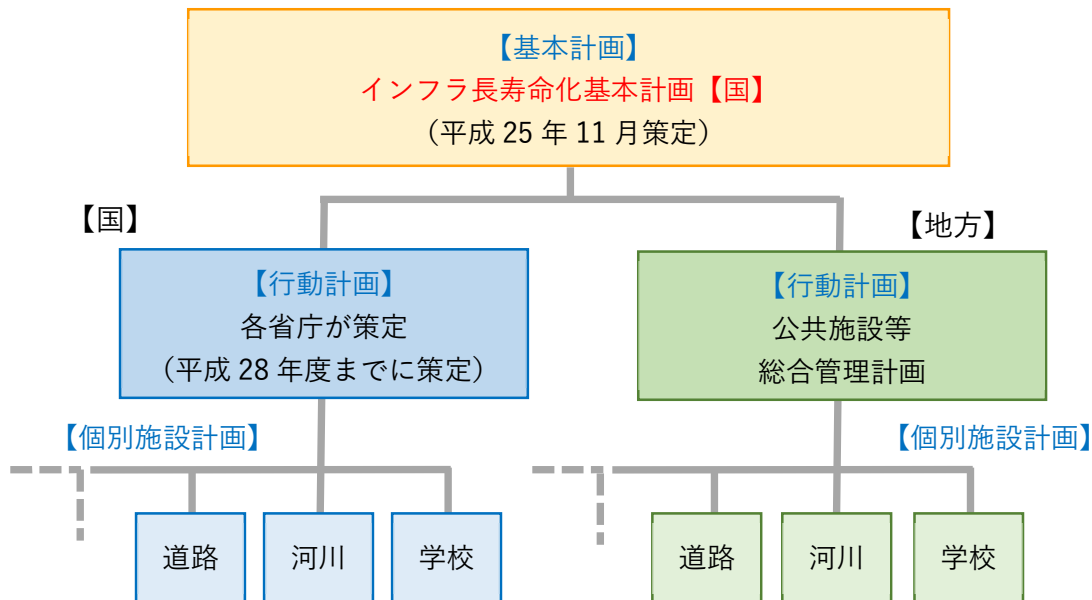 【基本計画】
インフラ長寿命化基本計画【国】
（平成 25 年 11 月策定）
【国】
【地方】
【行動計画】
各省庁が策定
（平成 28 年度までに策定）
【行動計画】
公共施設等
総合管理計画
【個別施設計画】
【個別施設計画】
道路
河川
学校
道路
河川
学校